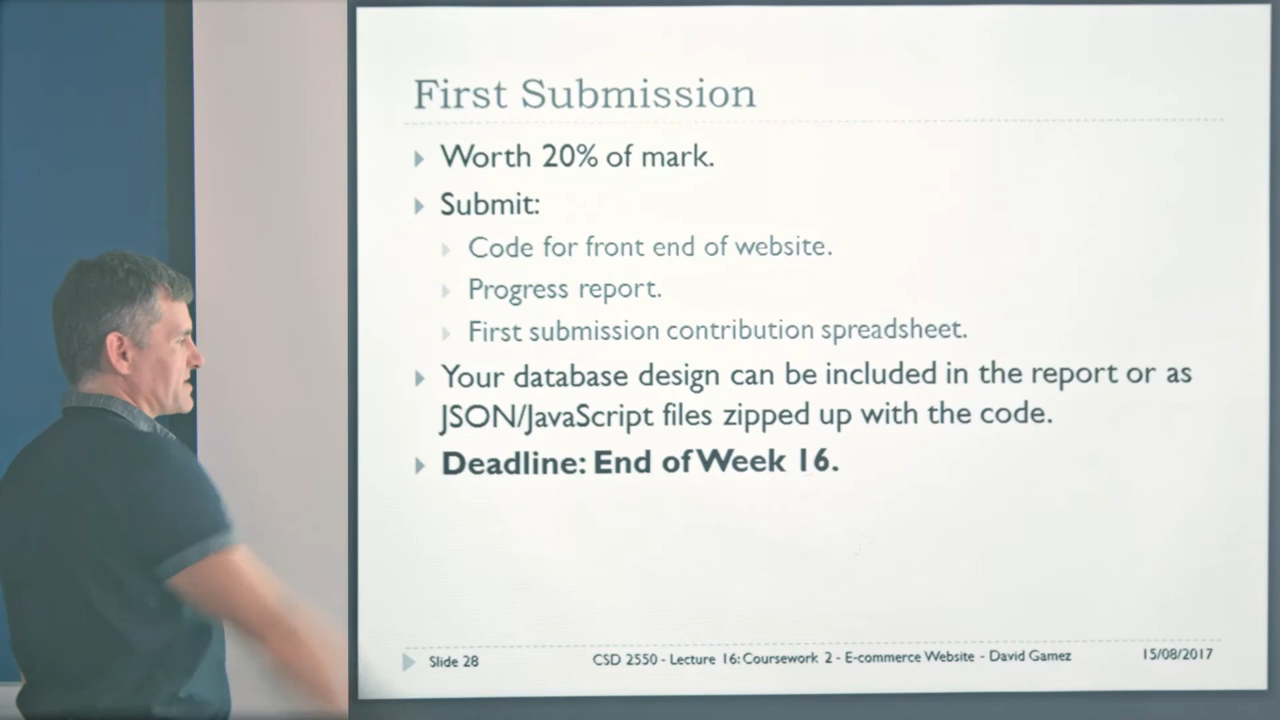 First Submission
Worth 20% of mark.
Submit:
Code for front end of website.
Progress report.
First submission contribution spreadsheet.
Your database design can be included in the report or as
JSON/JavaScript files zipped up with the code.
Deadline: End of Week 16.
Slide 28 CSD 2550 - Lecture 16: Coursework 2 - E-commerce Website - David Gamez 15/08/2017